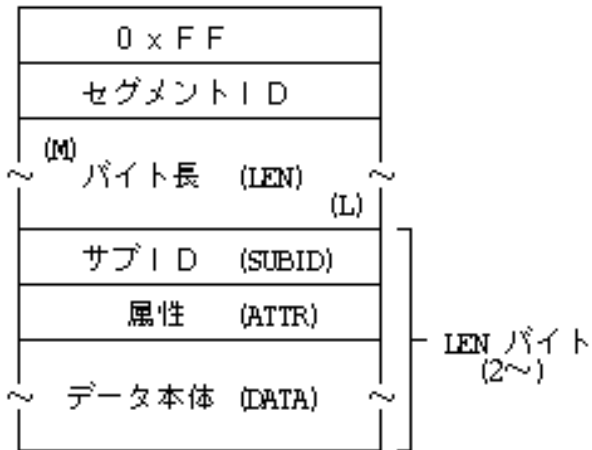 ０ｘＦＦ
セグメントＩＤ
(M)
バイト長 (LEN)
(L)
サブＩＤ (SUBID)
属性 (ATTR)
LEN バイト
(2～)
～ データ本体 (DATA) ～